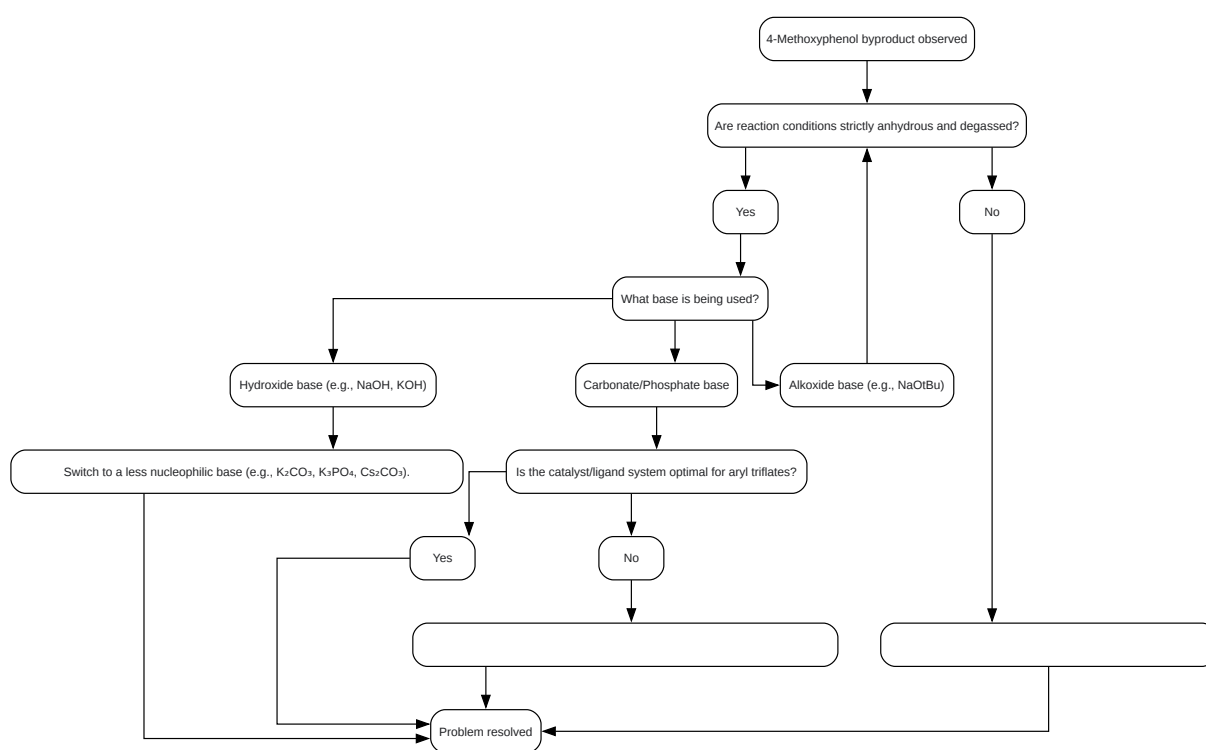 4-Methoxyphenol byproduct observed
Are reaction conditions strictly anhydrous and degassed?
Yes
No
What base is being used?
Hydroxide base (e.g., NaOH, KOH)
Carbonate/Phosphate base
Alkoxide base (e.g., NaOtBu)
Switch to a less nucleophilic base (e.g., K₂CO₃, K₃PO₄, Cs₂CO₃).
Is the catalyst/ligand system optimal for aryl triflates?
Yes
No
Problem resolved